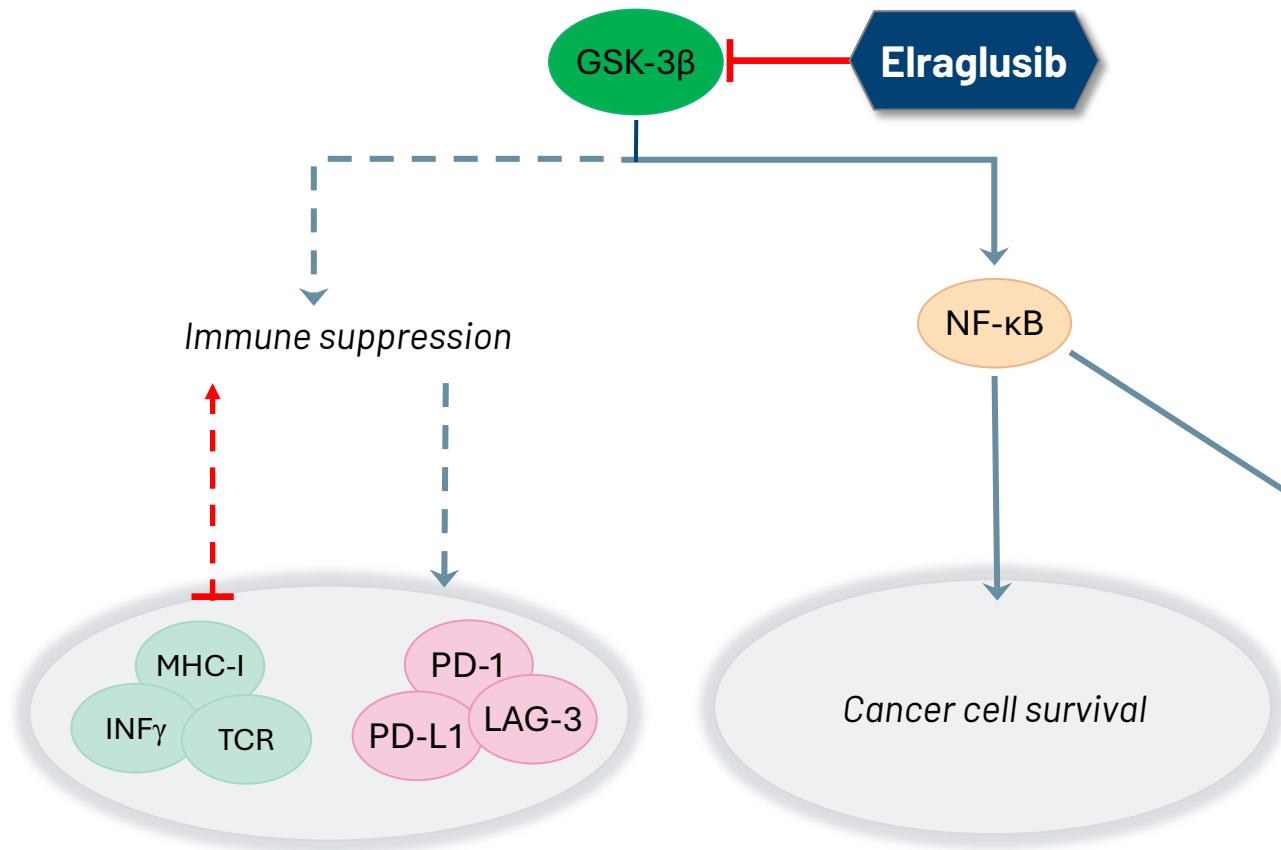 GSK-3β
Elraglusib
Immune suppression
NF-κB
MHC-I
INFγ
TCR
PD-1
PD-L1
LAG-3
Cancer cell survival